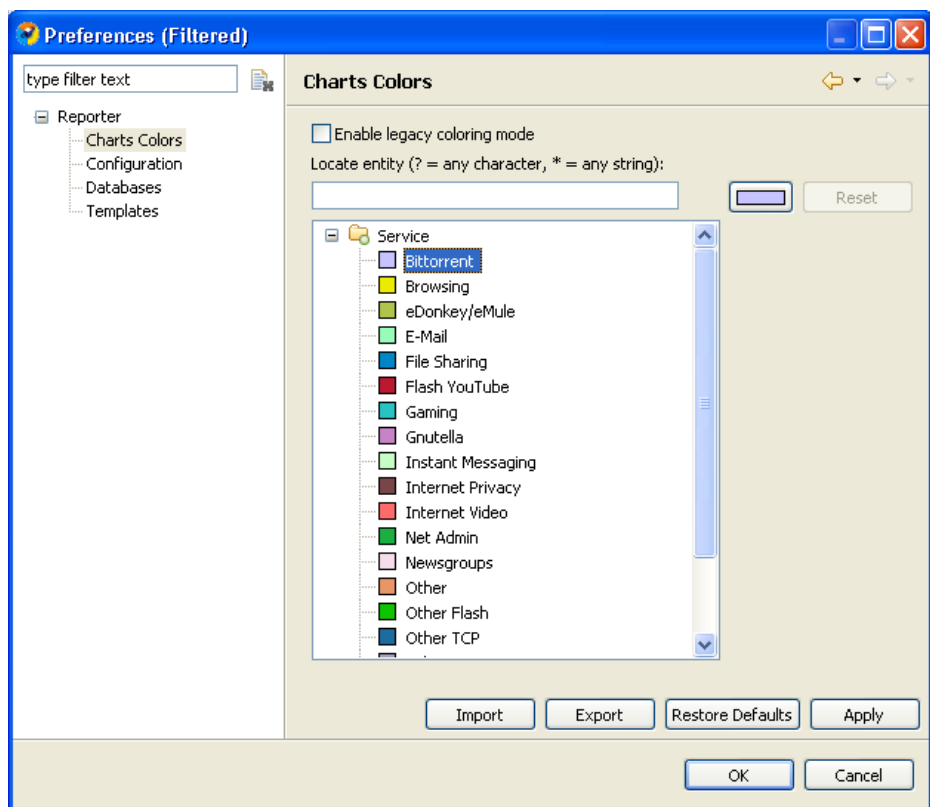 Preferences (Filtered)
type filter text
Reporter
Charts Colors
Configuration
Databases
Templates
Charts Colors
Enable legacy coloring mode
Locate entity (? = any character, * = any string):
Reset
Service
Bittorrent
Browsing
eDonkey/eMule
E-Mail
File Sharing
Flash YouTube
Gaming
Gnutella
Instant Messaging
Internet Privacy
Internet Video
Net Admin
Newsgroups
Other
Other Flash
Other TCP
Import Export Restore Defaults Apply
OK Cancel